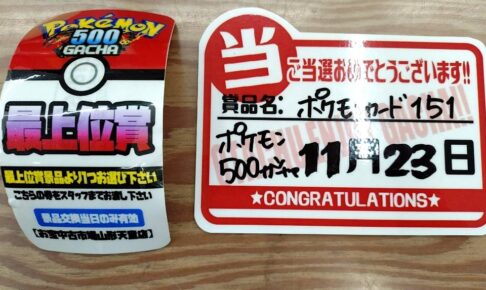 Pokémon
500
GACHA
最上位賞
最上位賞景品より1つお選び下さい
こちらの券をスタッフまでお渡し下さい
景品交換当日のみ有効
【お宝中古市場山形天童店】
当
ご当選おめでとうございます!!
賞品名: ポケモンカード151
ポケモン
500ガチャ 11月23日
★CONGRATULATIONS★